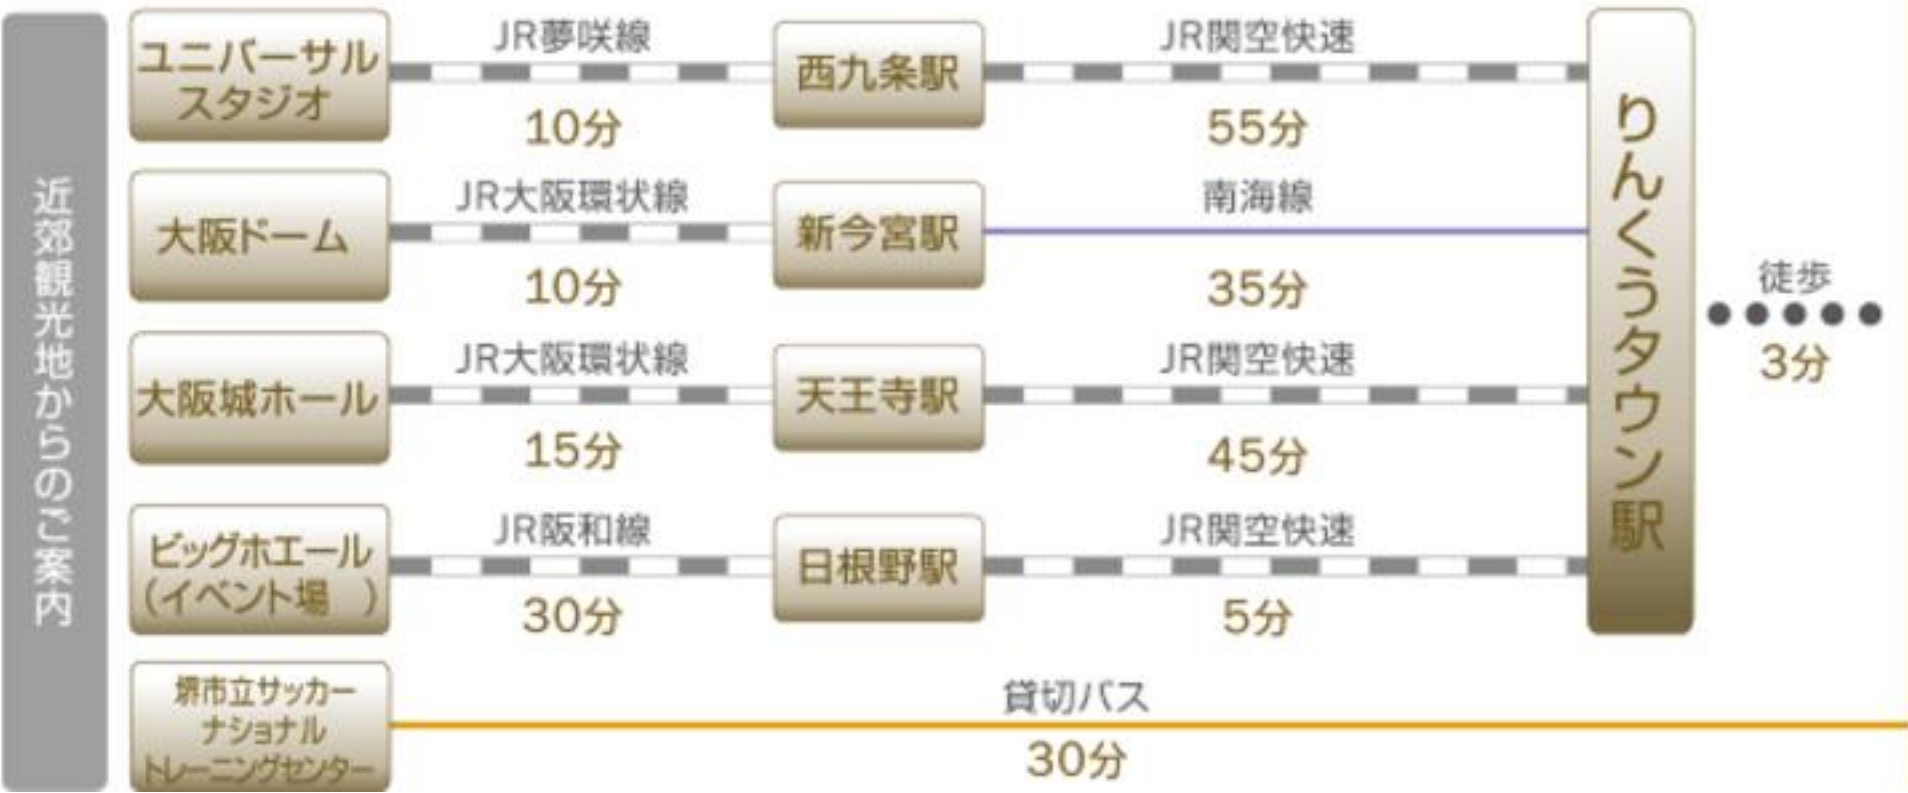 近郊観光地からのご案内
ユニバーサル
スタジオ
JR夢咲線
10分
西九条駅
JR関空快速
55分
大阪ドーム
JR大阪環状線
10分
新今宮駅
南海線
35分
大阪城ホール
JR大阪環状線
15分
天王寺駅
JR関空快速
45分
ビッグホエール
(イベント場 )
JR阪和線
30分
日根野駅
JR関空快速
5分
りんくうタウン駅
徒歩
3分
堺市立サッカー
ナショナル
トレーニングセンター
貸切バス
30分